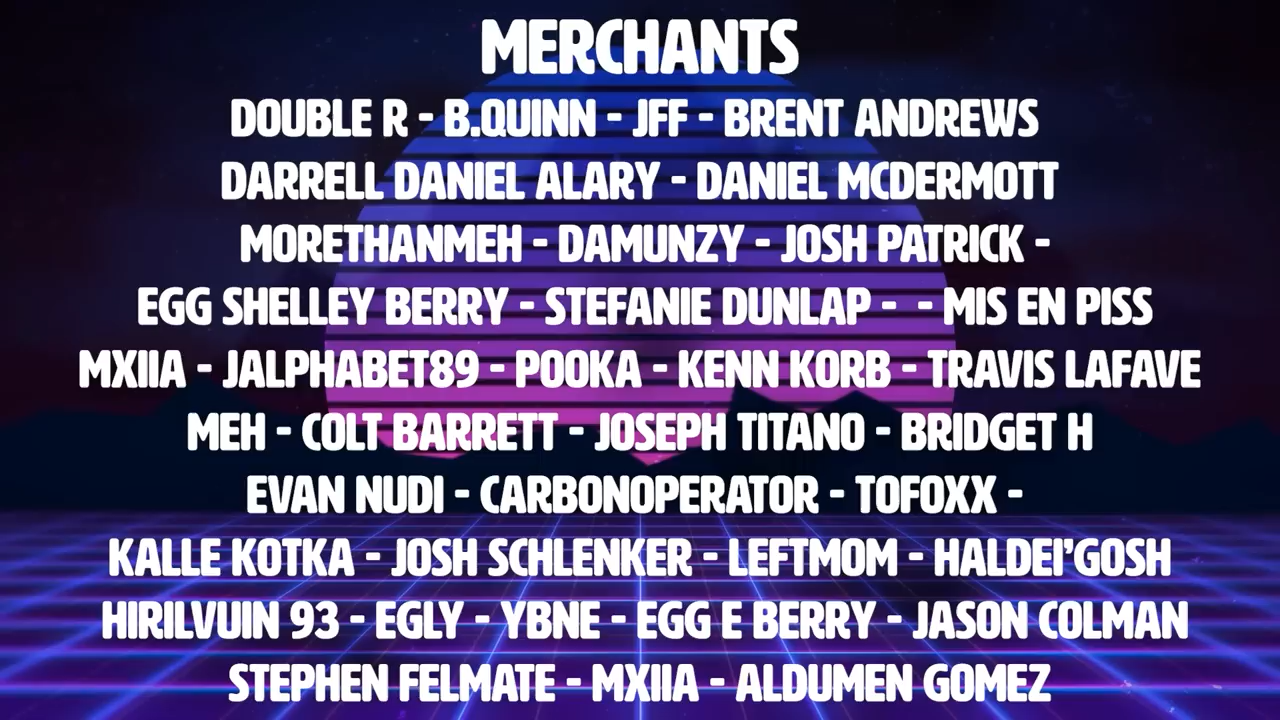 MERCHANTS
DOUBLE R - B.QUINN - JFF - BRENT ANDREWS
DARRELL DANIEL ALARY - DANIEL MCDERMOTT
MORETHANMEH - DAMUNZY - JOSH PATRICK -
EGG SHELLEY BERRY - STEFANIE DUNLAP -  - MIS EN PISS
MXIIA - JALPHABET89 - POOKA - KENN KORB - TRAVIS LAFAVE
MEH - COLT BARRETT - JOSEPH TITANO - BRIDGET H
EVAN NUDI - CARBONOPERATOR - TOFOXX -
KALLE KOTKA - JOSH SCHLENKER - LEFTMOM - HALDEI'GOSH
HIRILVUIN 93 - EGLY - YBNE - EGG E BERRY - JASON COLMAN
STEPHEN FELMATE - MXIIA - ALDUMEN GOMEZ